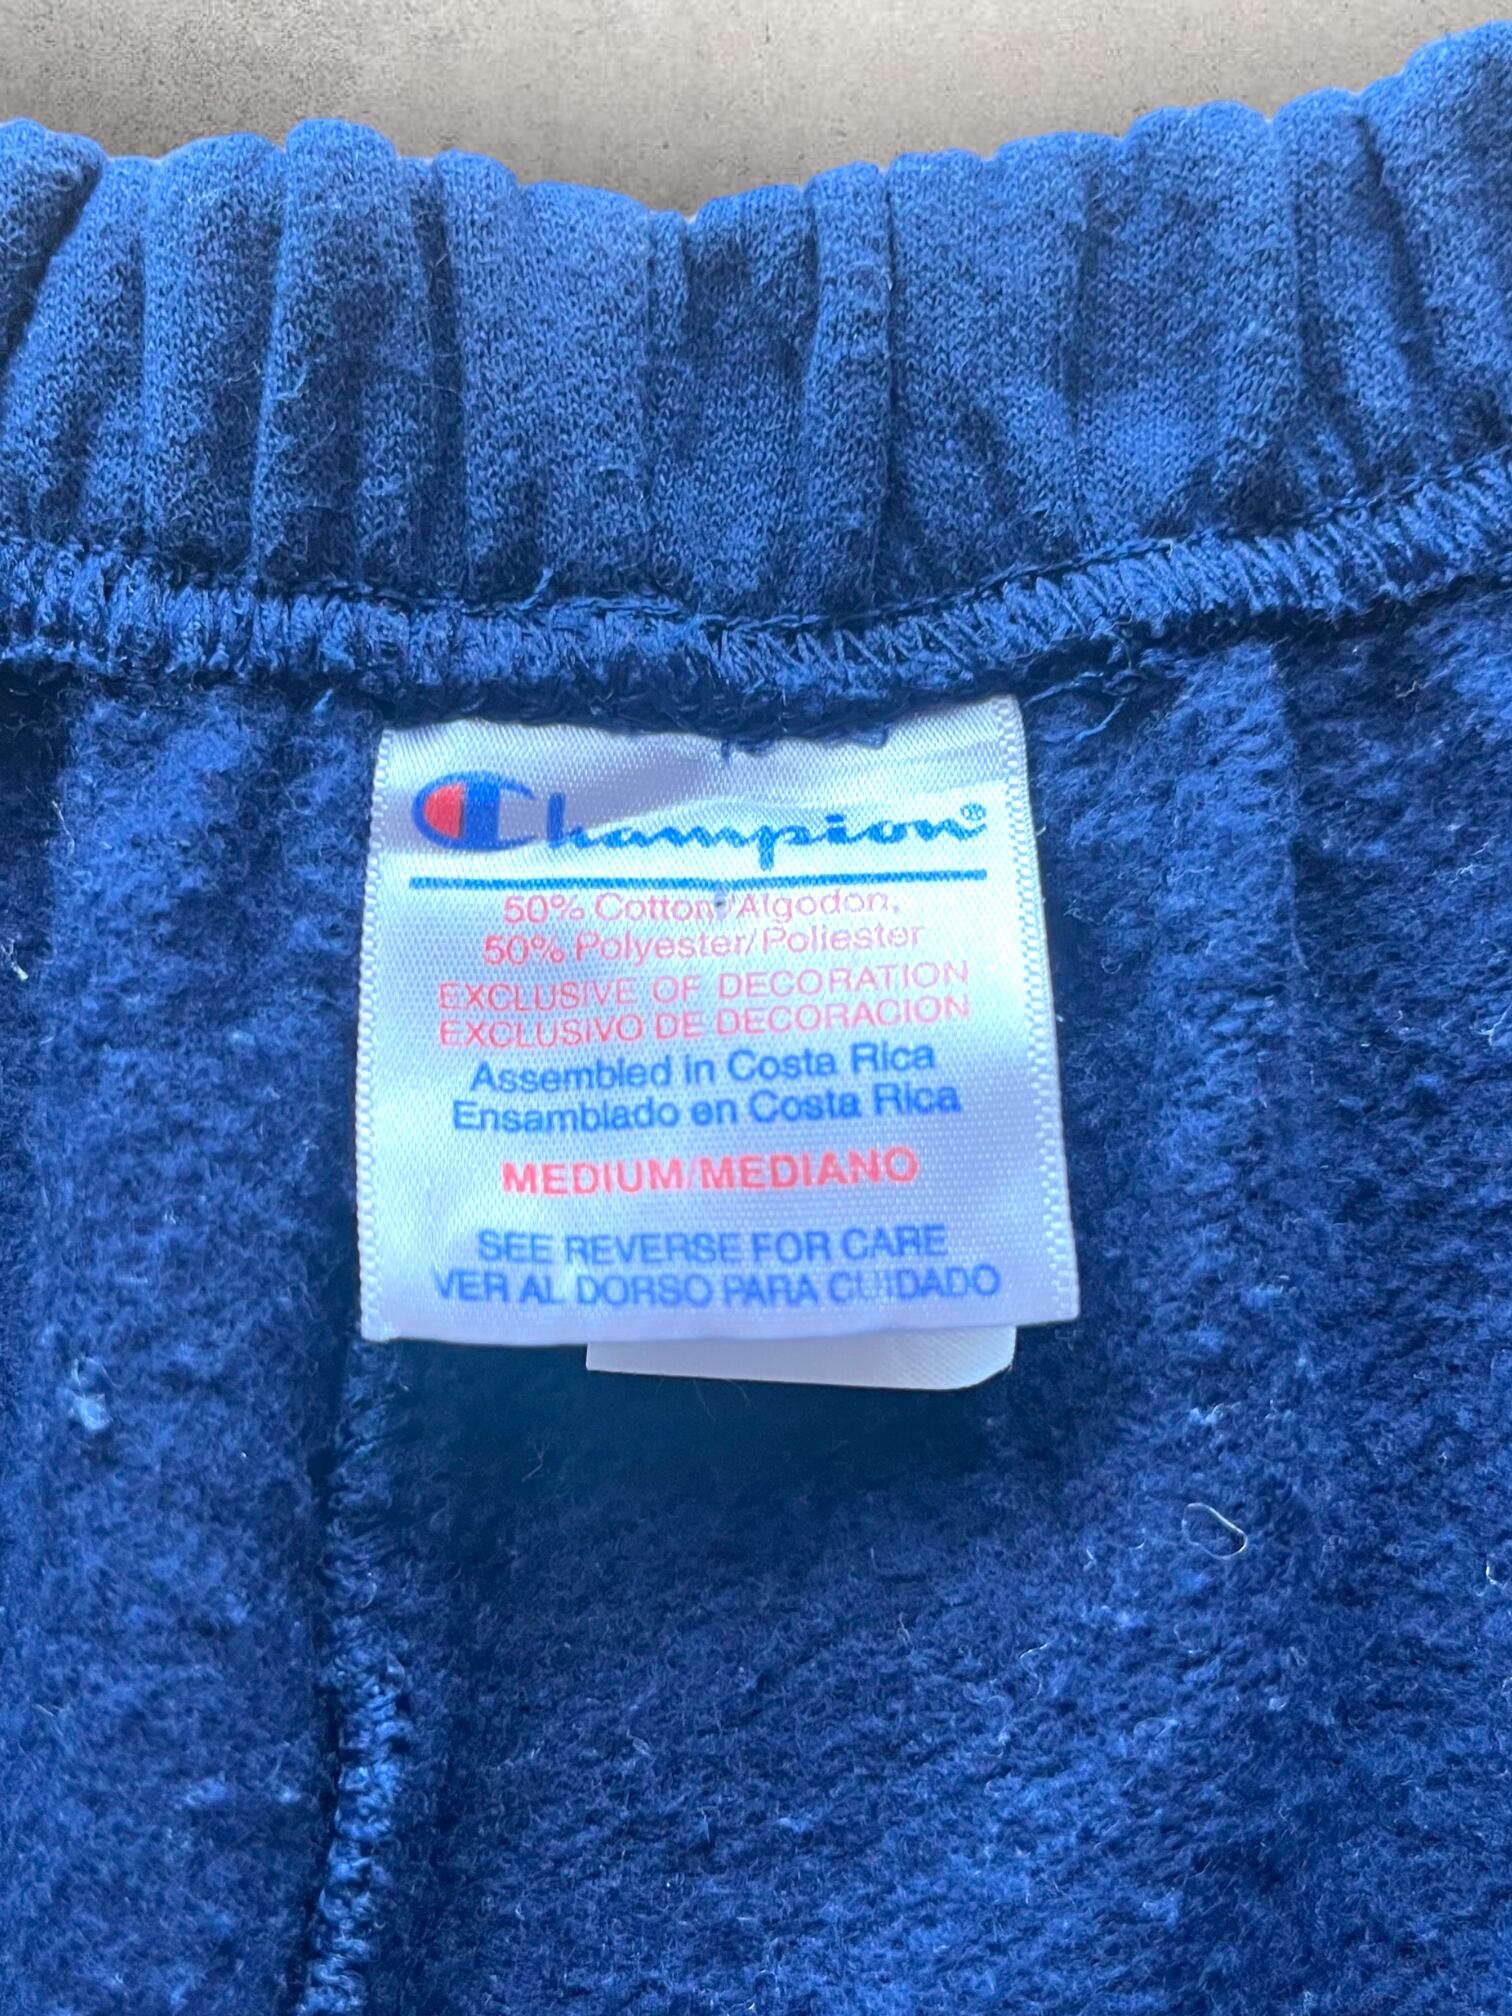 Champion®
50% Cotton/Algodon,
50% Polyester/Poliester
EXCLUSIVE OF DECORATION
EXCLUSIVO DE DECORACION
Assembled in Costa Rica
Ensamblado en Costa Rica
MEDIUM/MEDIANO
SEE REVERSE FOR CARE
VER AL DORSO PARA CUIDADO